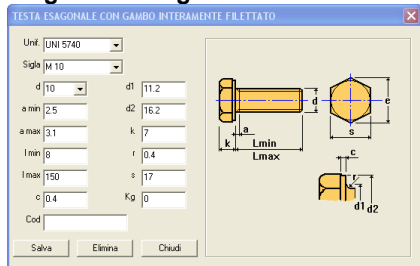 TESTA ESAGONALE CON GAMBO INTERAMENTE FILETTATO
Unif. UNI 5740
Sigla M 10
d 10 d1 11.2
a min 2.5 d2 16.2
a max 3.1 k 7
l min 8 r 0.4
l max 150 s 17
c 0.4 Kg 0
Cod
Salva Elimina Chiudi
d e
a s
k Lmin
Lmax
c
r
d1 d2